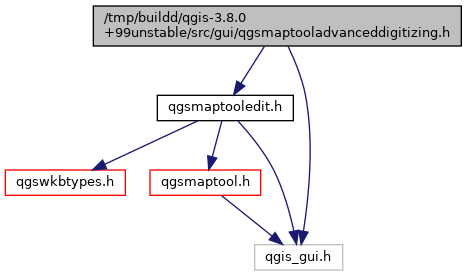 /tmp/buildd/qgis-3.8.0
+99unstable/src/gui/qgsmaptooladvanceddigitizing.h
qgsmaptooledit.h
qgswkbtypes.h
qgsmaptool.h
qgis_gui.h